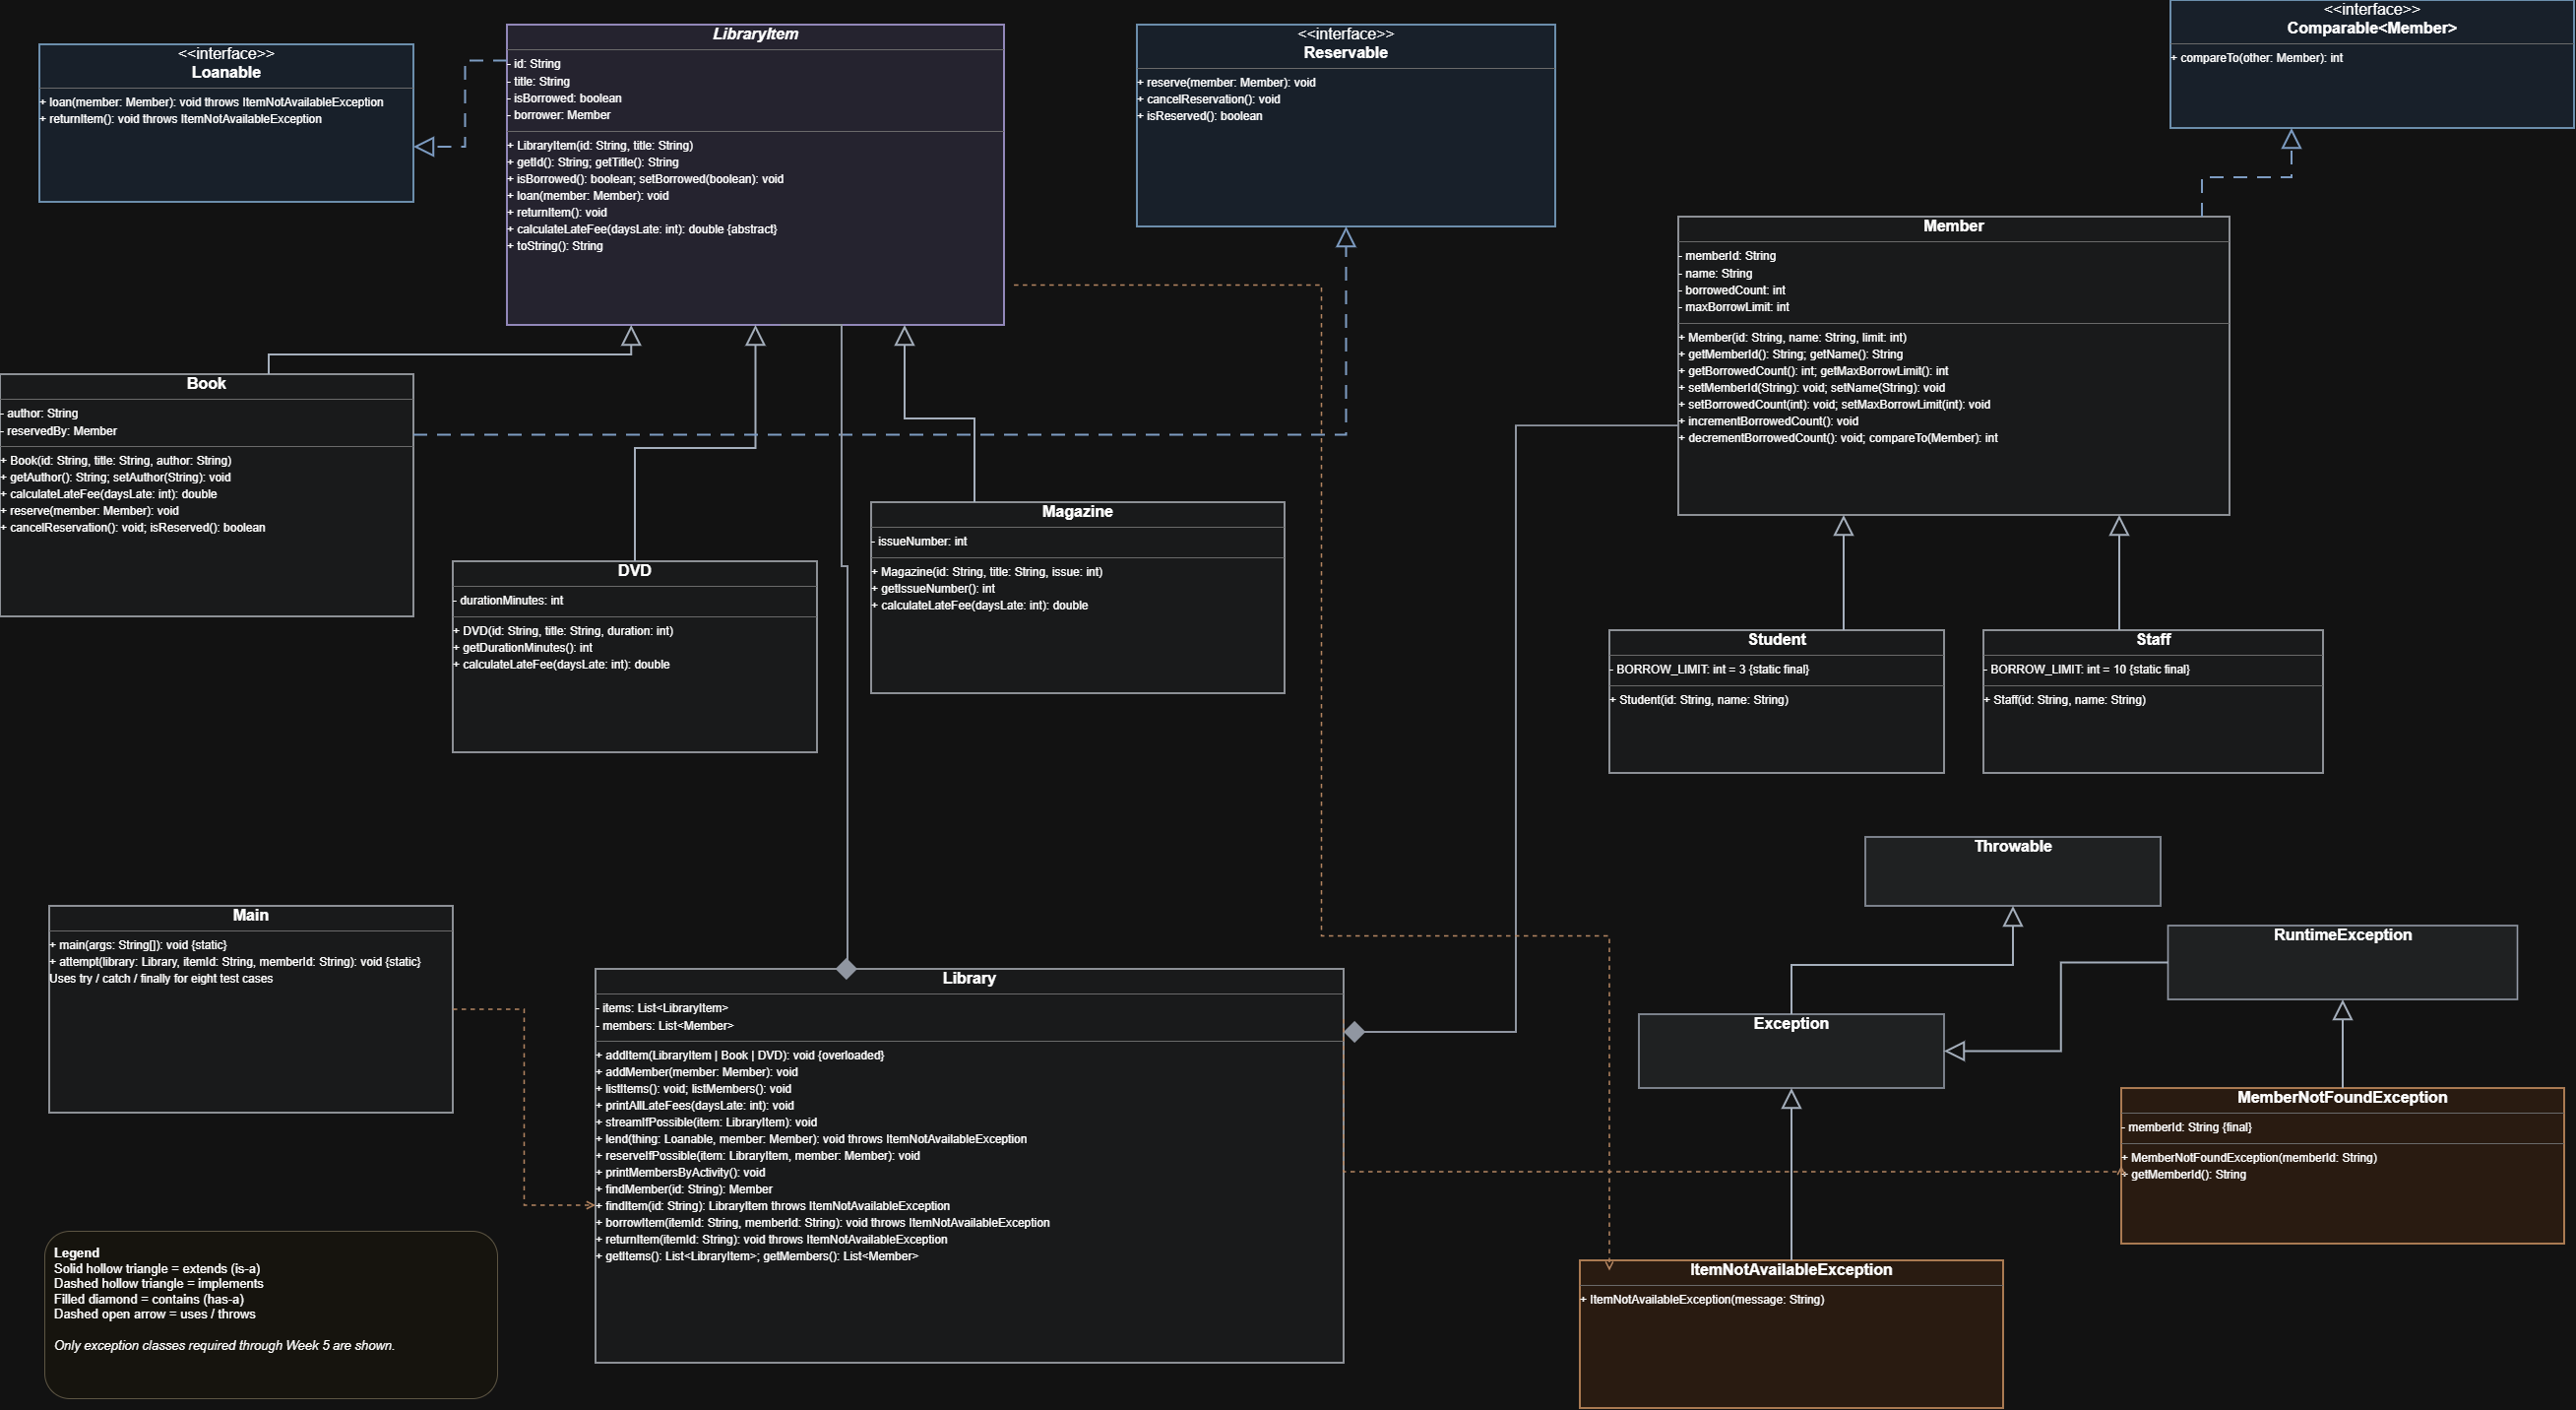 <<interface>>
Loanable
+ loan(member: Member): void throws ItemNotAvailableException
+ returnItem(): void throws ItemNotAvailableException
LibraryItem
- id: String
- title: String
- isBorrowed: boolean
- borrower: Member
+ LibraryItem(id: String, title: String)
+ getId(): String; getTitle(): String
+ isBorrowed(): boolean; setBorrowed(boolean): void
+ loan(member: Member): void
+ returnItem(): void
+ calculateLateFee(daysLate: int): double {abstract}
+ toString(): String
<<interface>>
Reservable
+ reserve(member: Member): void
+ cancelReservation(): void
+ isReserved(): boolean
<<interface>>
Comparable<Member>
+ compareTo(other: Member): int
Member
- memberId: String
- name: String
- borrowedCount: int
- maxBorrowLimit: int
+ Member(id: String, name: String, limit: int)
+ getMemberId(): String; getName(): String
+ getBorrowedCount(): int; getMaxBorrowLimit(): int
+ setMemberId(String): void; setName(String): void
+ setBorrowedCount(int): void; setMaxBorrowLimit(int): void
+ incrementBorrowedCount(): void
+ decrementBorrowedCount(): void; compareTo(Member): int
Book
- author: String
- reservedBy: Member
+ Book(id: String, title: String, author: String)
+ getAuthor(): String; setAuthor(String): void
+ calculateLateFee(daysLate: int): double
+ reserve(member: Member): void
+ cancelReservation(): void; isReserved(): boolean
DVD
- durationMinutes: int
+ DVD(id: String, title: String, duration: int)
+ getDurationMinutes(): int
+ calculateLateFee(daysLate: int): double
Magazine
- issueNumber: int
+ Magazine(id: String, title: String, issue: int)
+ getIssueNumber(): int
+ calculateLateFee(daysLate: int): double
Student
- BORROW_LIMIT: int = 3 {static final}
+ Student(id: String, name: String)
Staff
- BORROW_LIMIT: int = 10 {static final}
+ Staff(id: String, name: String)
Throwable
RuntimeException
Exception
Main
+ main(args: String[]): void {static}
+ attempt(library: Library, itemId: String, memberId: String): void {static}
Uses try / catch / finally for eight test cases
Library
- items: List<LibraryItem>
- members: List<Member>
+ addItem(LibraryItem | Book | DVD): void {overloaded}
+ addMember(member: Member): void
+ listItems(): void; listMembers(): void
+ printAllLateFees(daysLate: int): void
+ streamIfPossible(item: LibraryItem): void
+ lend(thing: Loanable, member: Member): void throws ItemNotAvailableException
+ reserveIfPossible(item: LibraryItem, member: Member): void
+ printMembersByActivity(): void
+ findMember(id: String): Member
+ findItem(id: String): LibraryItem throws ItemNotAvailableException
+ borrowItem(itemId: String, memberId: String): void throws ItemNotAvailableException
+ returnItem(itemId: String): void throws ItemNotAvailableException
+ getItems(): List<LibraryItem>; getMembers(): List<Member>
MemberNotFoundException
- memberId: String {final}
+ MemberNotFoundException(memberId: String)
+ getMemberId(): String
ItemNotAvailableException
+ ItemNotAvailableException(message: String)
Legend
Solid hollow triangle = extends (is-a)
Dashed hollow triangle = implements
Filled diamond = contains (has-a)
Dashed open arrow = uses / throws
Only exception classes required through Week 5 are shown.